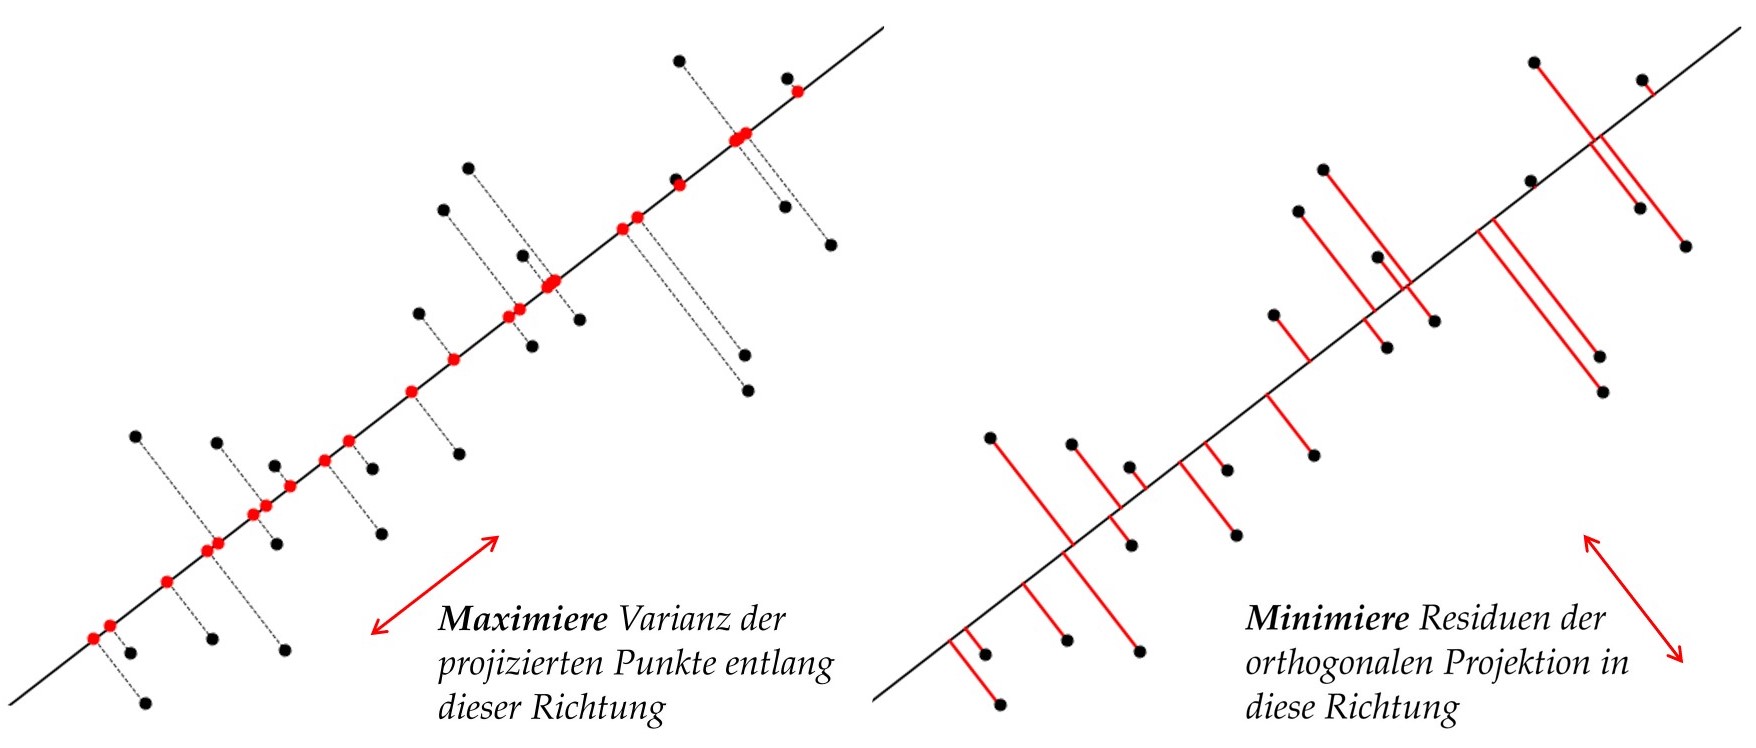 Maximiere Varianz der
projizierten Punkte entlang
dieser Richtung
Minimiere Residuen der
orthogonalen Projektion in
diese Richtung